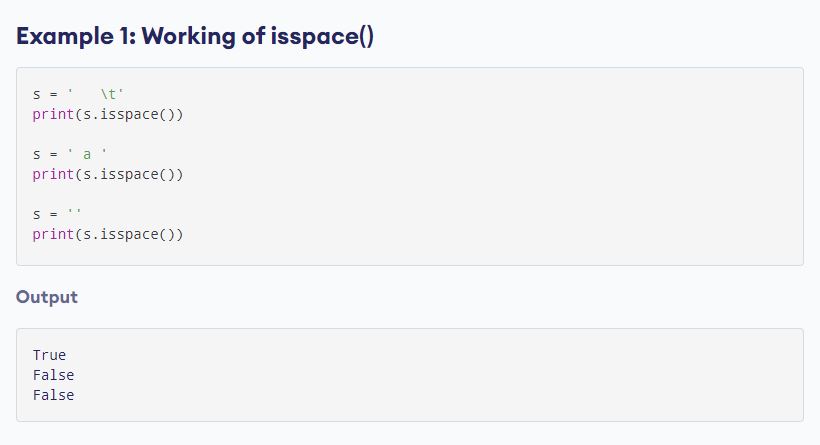 Example 1: Working of isspace()
s = '   \t'
print(s.isspace())
s = ' a '
print(s.isspace())
s = ''
print(s.isspace())
Output
True
False
False